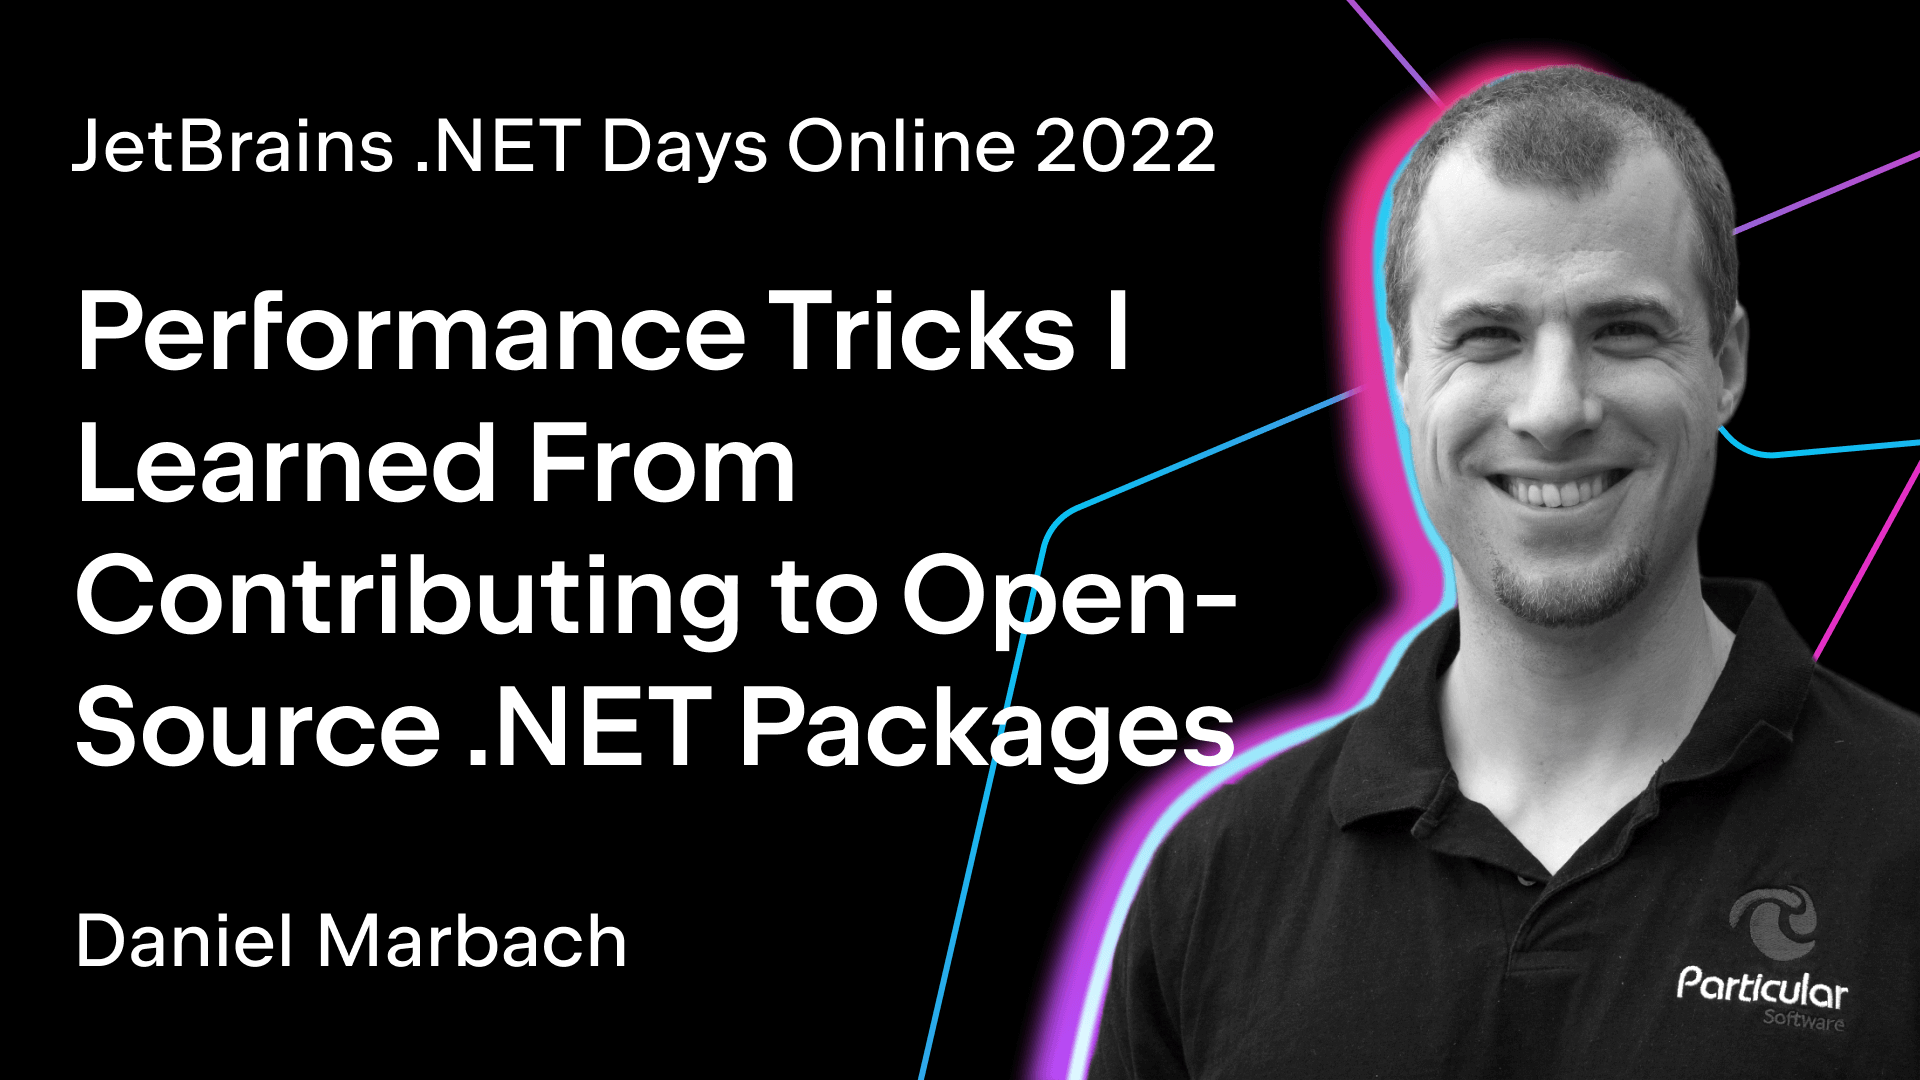 JetBrains .NET Days Online 2022
Performance Tricks I
Learned From
Contributing to Open-
Source .NET Packages
Daniel Marbach
Particular
Software